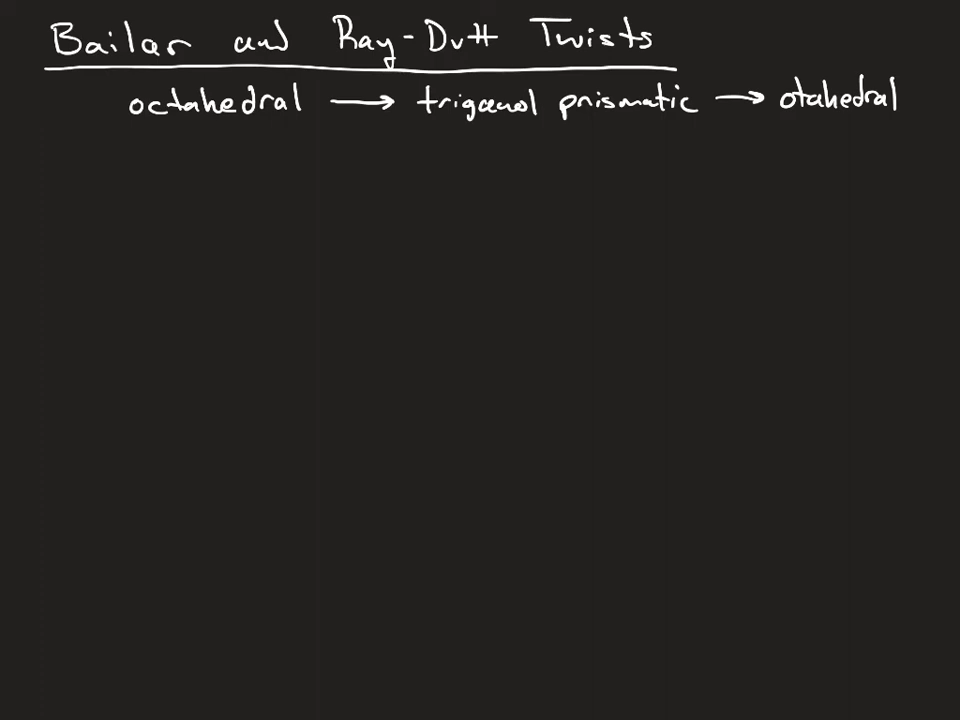 Bailar and Ray-Dutt Twists
octahedral → trigonal prismatic → otahedral